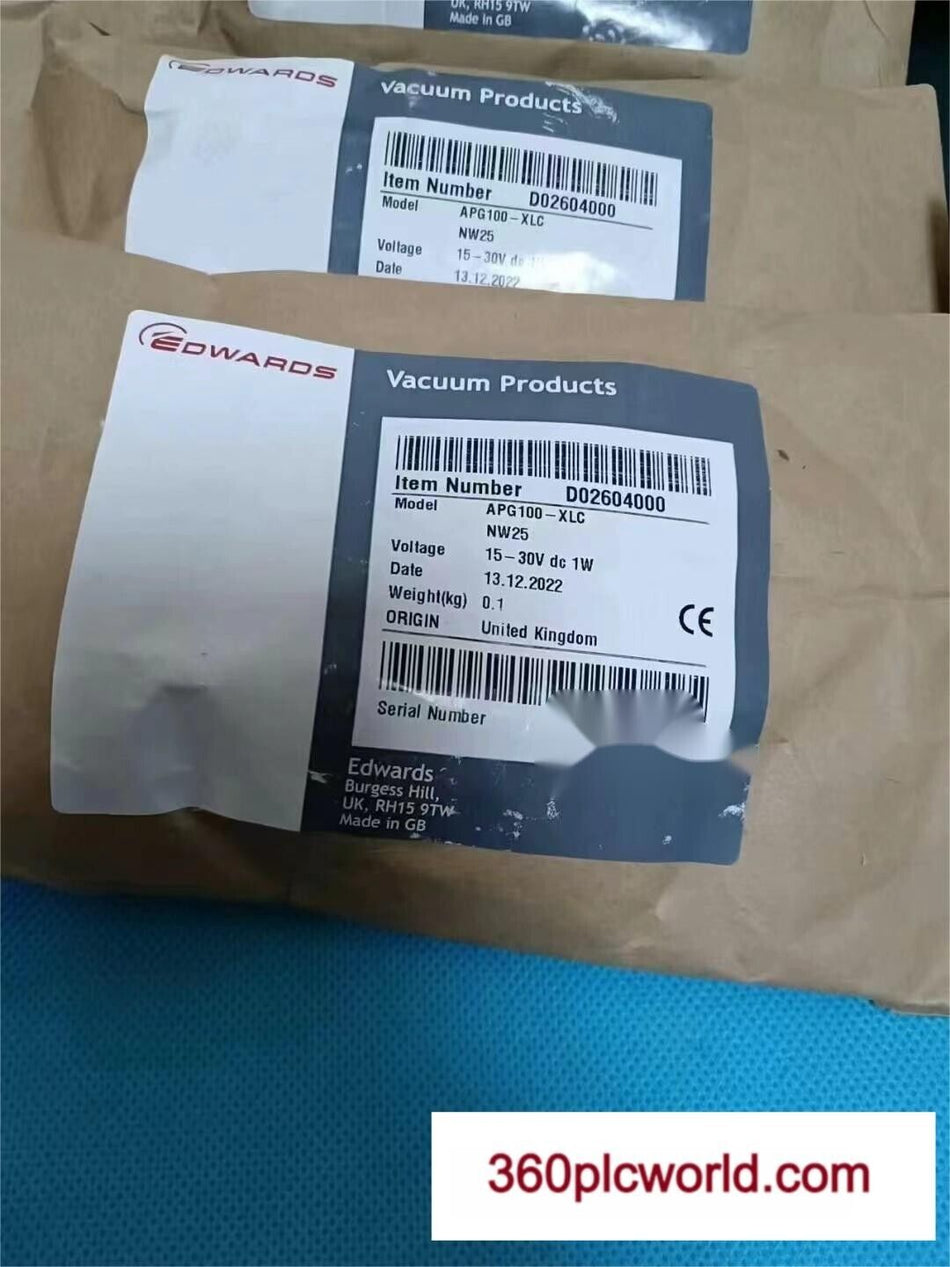 UK, RH15 9TW
Made in GB
EDWARDS
Vacuum Products
Item Number D02604000
Model APG100-XLC
NW25
Voltage 15-30V dc
Date 13.12.2022
EDWARDS
Vacuum Products
Item Number D02604000
Model APG100-XLC
NW25
Voltage 15-30V dc 1W
Date 13.12.2022
Weight(kg) 0.1
ORIGIN United Kingdom
CE
Serial Number
Edwards
Burgess Hill,
UK, RH15 9TW
Made in GB
360plcworld.com